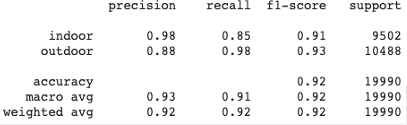 precision recall f1-score support
indoor 0.98 0.85 0.91 9502
outdoor 0.88 0.98 0.93 10488
accuracy 0.92 19990
macro avg 0.93 0.91 0.92 19990
weighted avg 0.92 0.92 0.92 19990